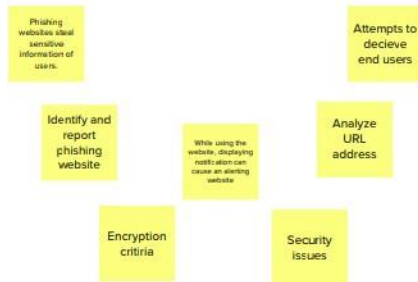 Phishing
websites steal
sensitive
information of
users.
Attempts to
decieve
end users
Identify and
report
phishing
website
While using the
website, displaying
notification can
cause an alerting
website
Analyze
URL
address
Encryption
critiria
Security
issues